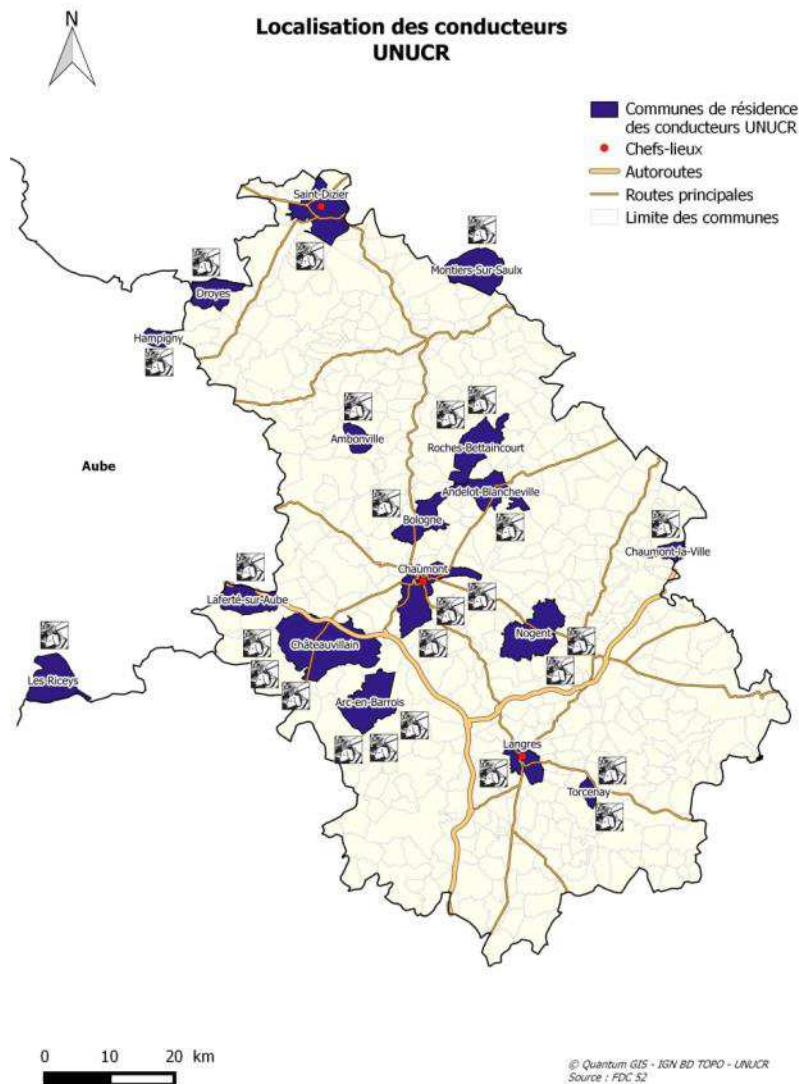 Localisation des conducteurs
UNUCR
N
Communes de résidence
des conducteurs UNUCR
Chefs-lieux
Autoroutes
Routes principales
Limite des communes
Saint-Dizier
Montiers-Sur-Saulx
Droyes
Hampigny
Ambonville
Roches-Bettaincourt
Aube
Andelot-Blancheville
Bologne
Chaumont-la-Ville
Chaumont
Laferté-sur-Aube
Nogent
Châteauvillain
Les Riceys
Arc-en-Barrois
Langres
Torcenay
0 10 20 km
© Quantum GIS - IGN BD TOPO - UNUCR
Source : FDC 52